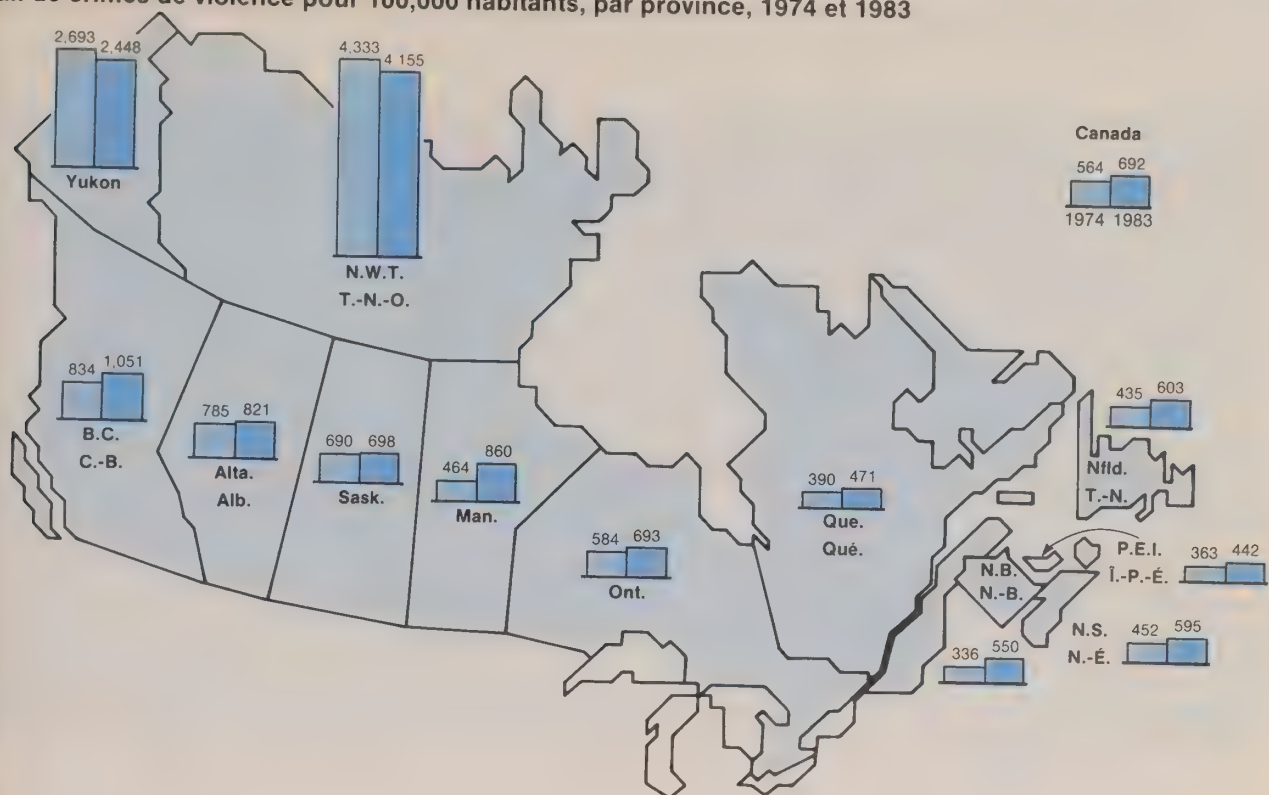 de crimes de violence pour 100,000 habitants, par province, 1974 et 1983
2,693 2,448
Yukon
4,333 4 155
N.W.T.
T.-N.-O.
Canada
564 692
1974 1983
834 1,051
B.C.
C.-B.
785 821
Alta.
Alb.
690 698
Sask.
464 860
Man.
584 693
Ont.
390 471
Que.
Qué.
435 603
Nfld.
T.-N.
P.E.I.
Î.-P.-É.
363 442
N.B.
N.-B.
336 550
N.S.
N.-É.
452 595